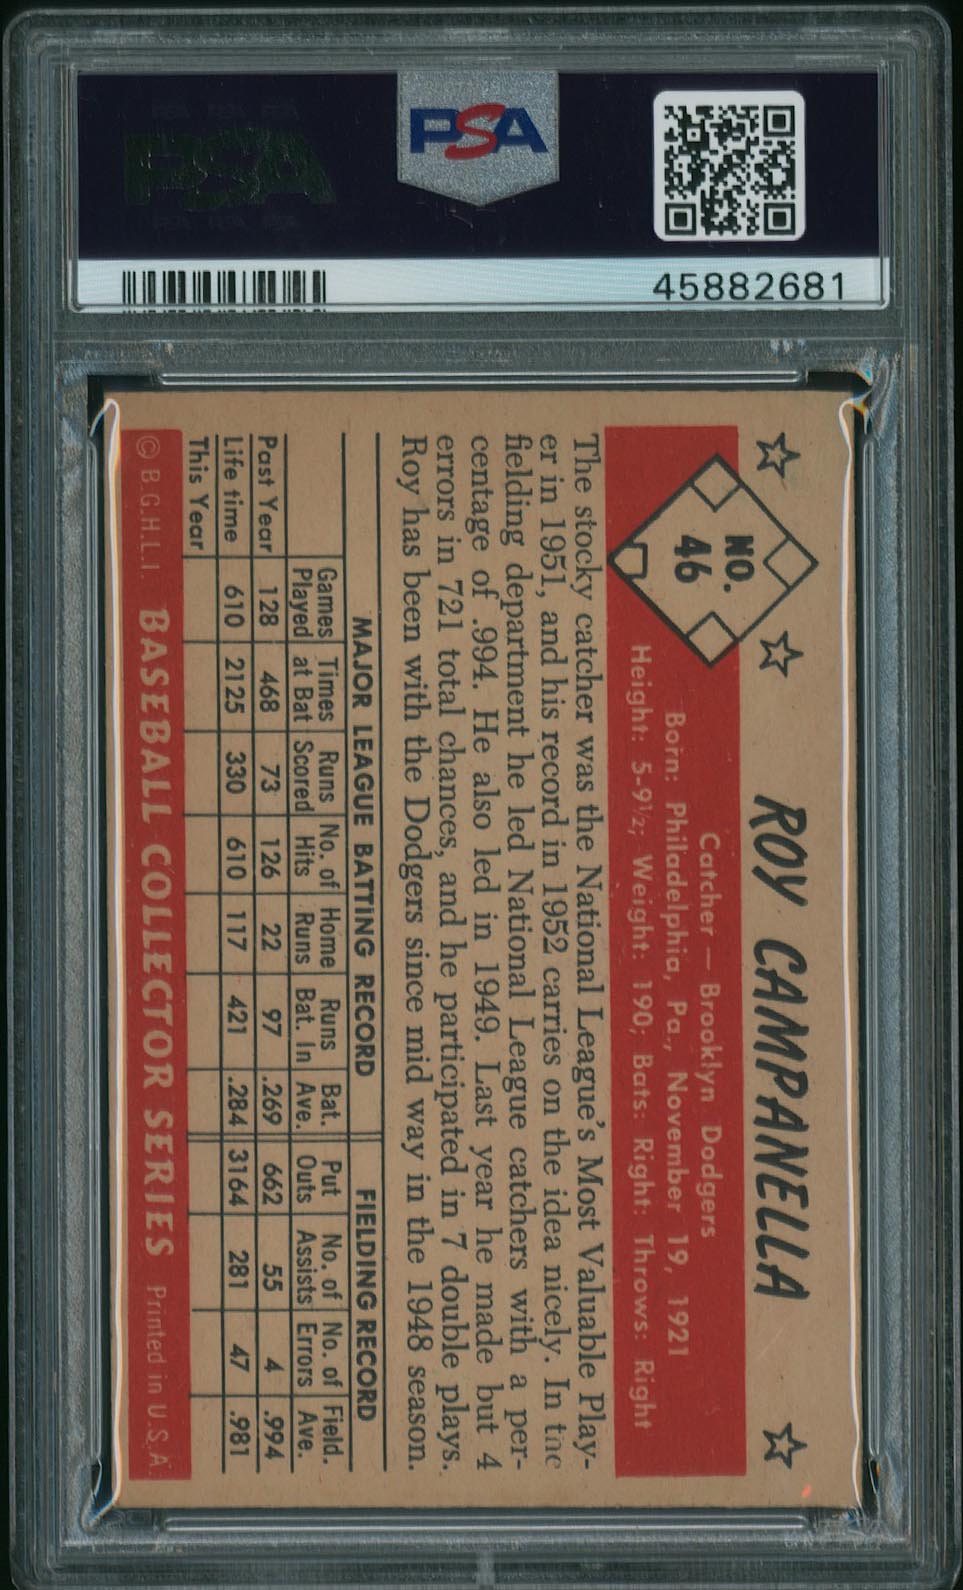 PSA
45882681
NO.
46
ROY CAMPANELLA
Catcher — Brooklyn Dodgers
Born: Philadelphia, Pa., November 19, 1921
Height: 5-9½; Weight: 190; Bats: Right: Throws: Right
The stocky catcher was the National League's Most Valuable Play-
er in 1951, and his record in 1952 carries on the idea nicely. In the
fielding department he led National League catchers with a per-
centage of .994. He also led in 1949. Last year he made but 4
errors in 721 total chances, and he participated in 7 double plays.
Roy has been with the Dodgers since mid way in the 1948 season.
MAJOR LEAGUE BATTING RECORD FIELDING RECORD
Games Times Runs No. of Home Runs Bat. Put No. of No. of Field.
Played at Bat Scored Hits Runs Bat. In Ave. Outs Assists Errors Ave.
Past Year 128 468 73 126 22 97 .269 662 55 4 .994
Life time 610 2125 330 610 117 421 .284 3164 281 47 .981
This Year
© B.G.H.L.I. BASEBALL COLLECTOR SERIES Printed in U.S.A.